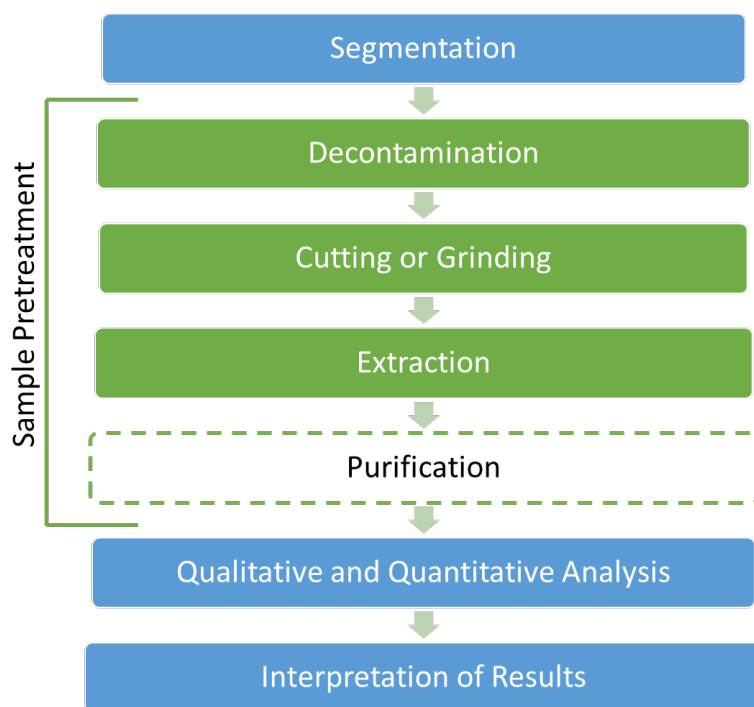 Segmentation
Sample Pretreatment
Decontamination
Cutting or Grinding
Extraction
Purification
Qualitative and Quantitative Analysis
Interpretation of Results